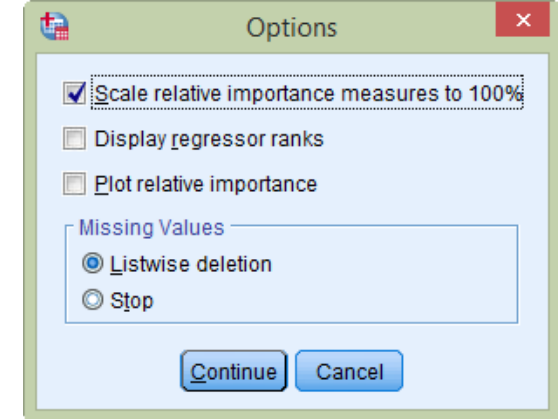 Options
Scale relative importance measures to 100%
Display regressor ranks
Plot relative importance
Missing Values
Listwise deletion
Stop
Continue Cancel